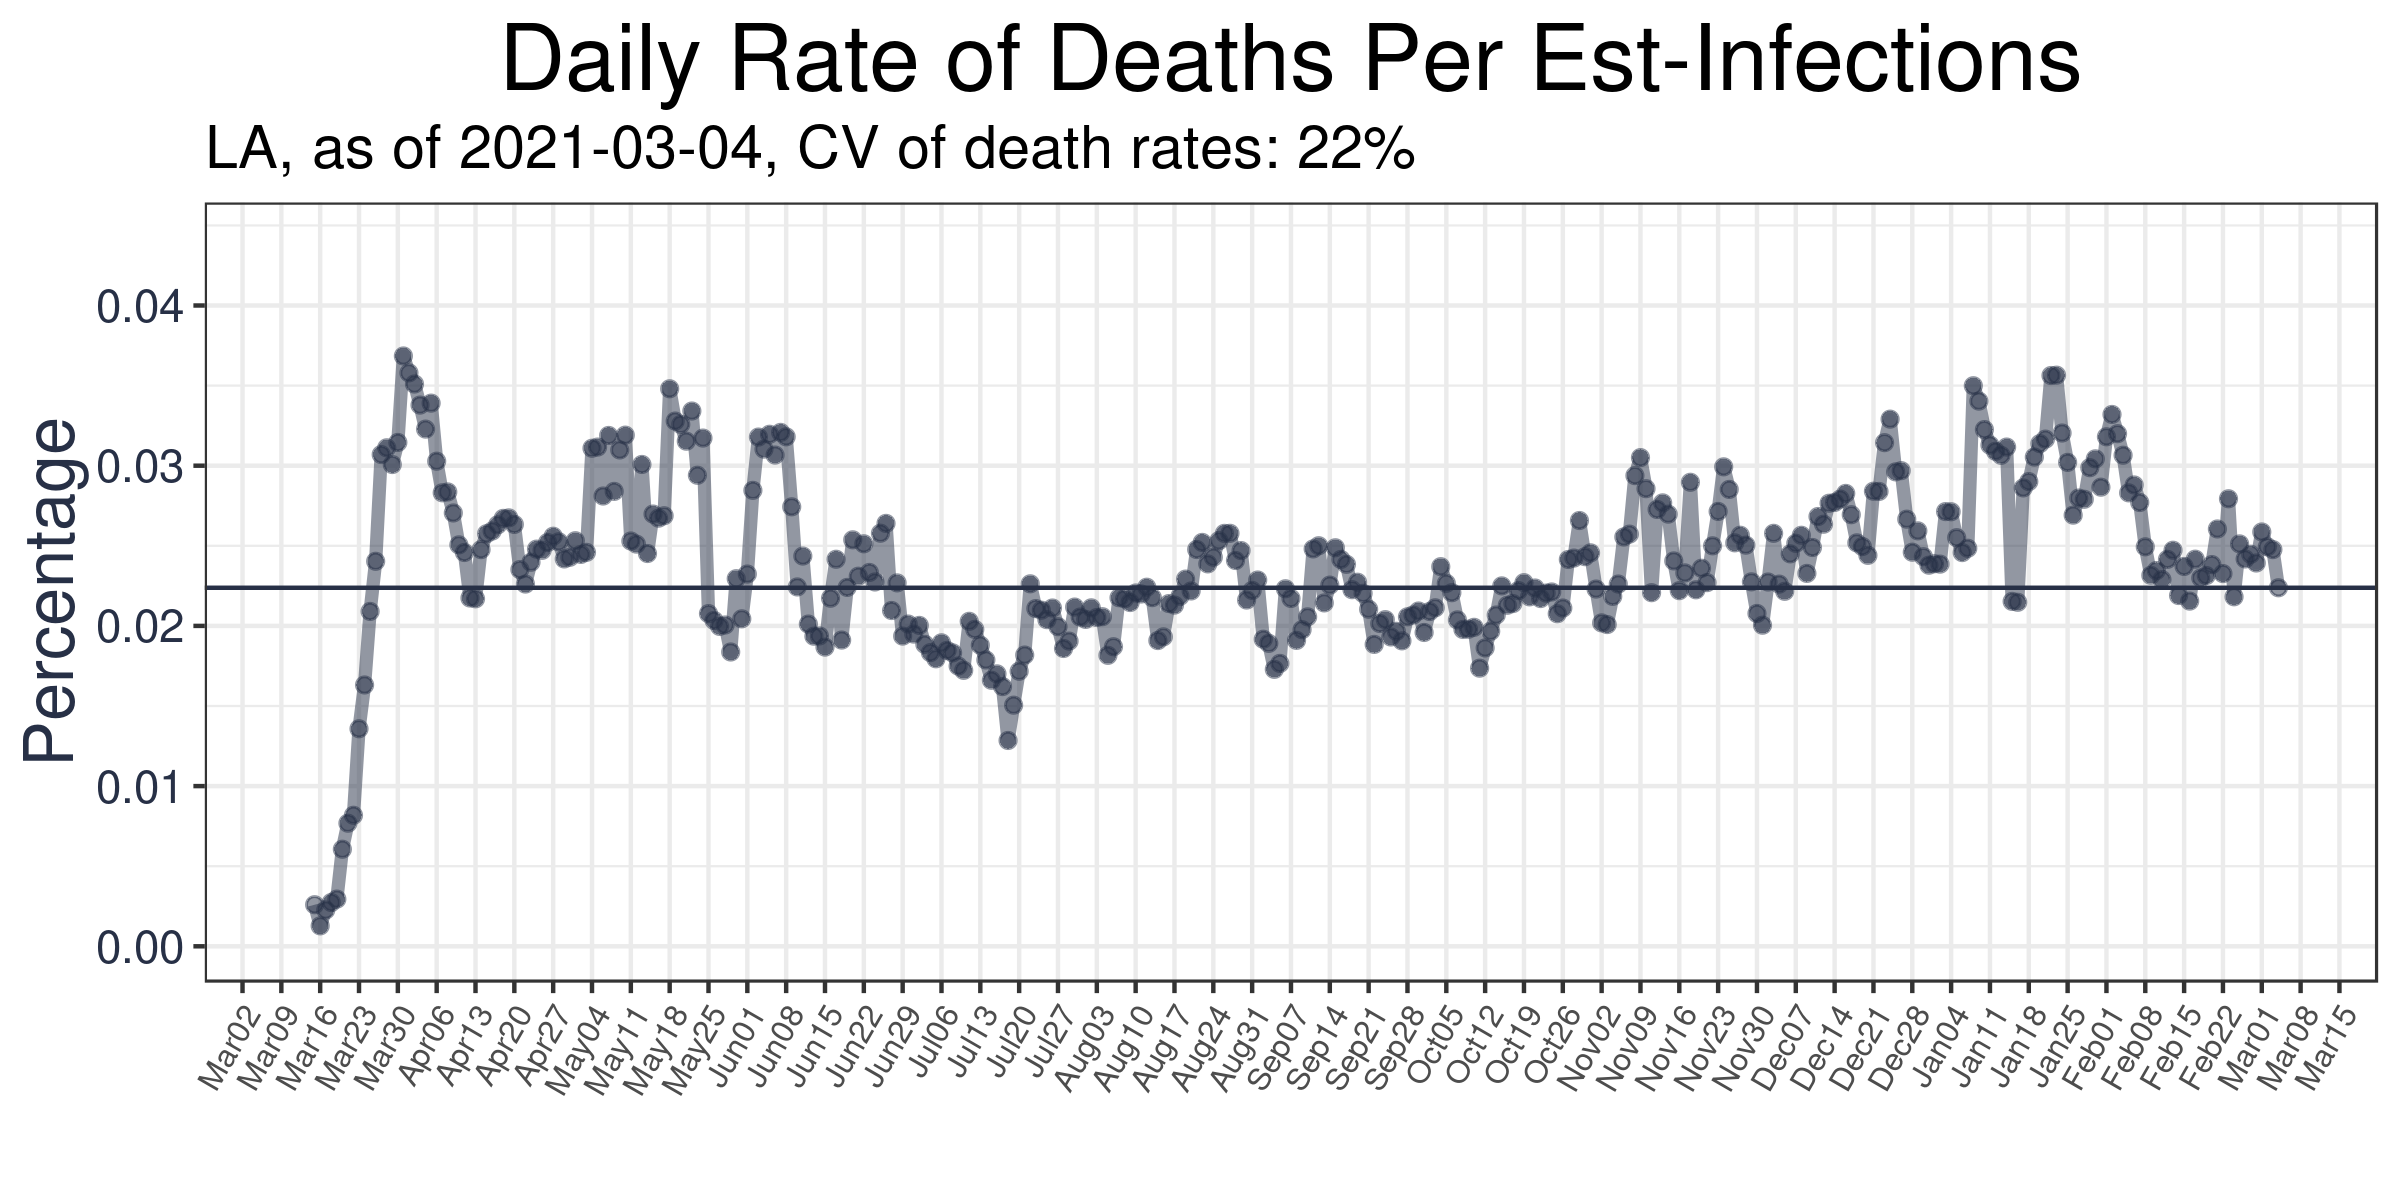 Daily Rate of Deaths Per Est-Infections
LA, as of 2021-03-04, CV of death rates: 22%
Percentage
0.04
0.03
0.02
0.01
0.00
Mar02
Mar09
Mar16
Mar23
Mar30
Apr06
Apr13
Apr20
Apr27
May04
May11
May18
May25
Jun01
Jun08
Jun15
Jun22
Jun29
Jul06
Jul13
Jul20
Jul27
Aug03
Aug10
Aug17
Aug24
Aug31
Sep07
Sep14
Sep21
Sep28
Oct05
Oct12
Oct19
Oct26
Nov02
Nov09
Nov16
Nov23
Nov30
Dec07
Dec14
Dec21
Dec28
Jan04
Jan11
Jan18
Jan25
Feb01
Feb08
Feb15
Feb22
Mar01
Mar08
Mar15